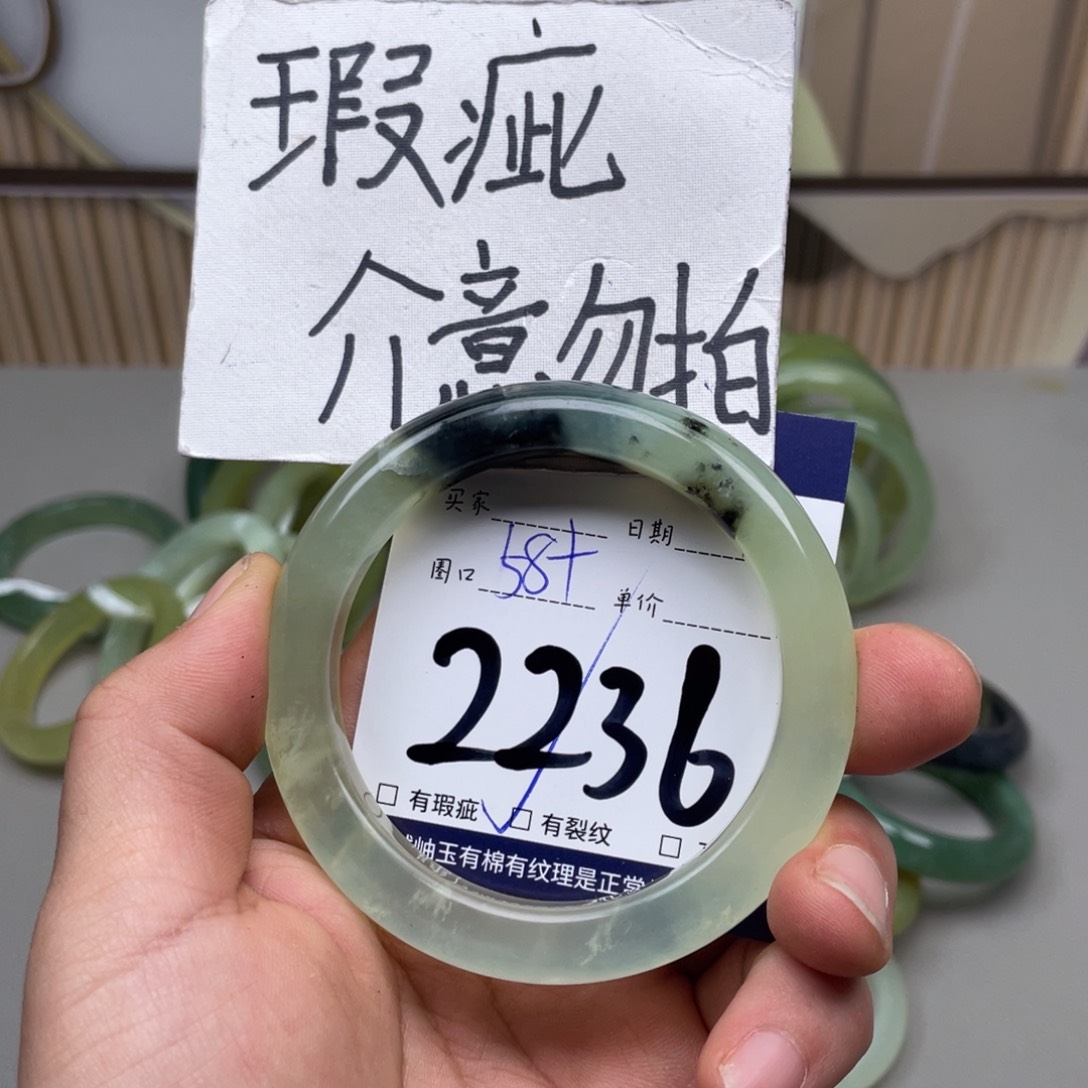 瑕疵
介意勿拍
买家 日期
圈口 58+ 单价
2236
□ 有瑕疵 □ 有裂纹 □
岫玉有棉有纹理是正常